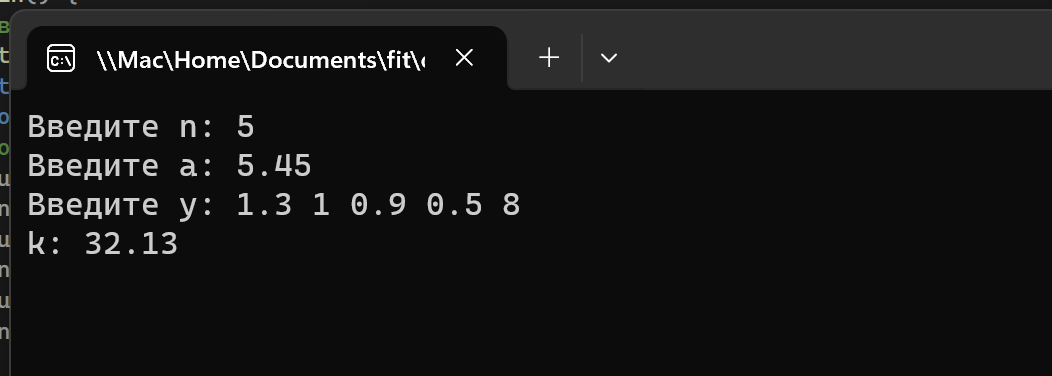 \\Mac\Home\Documents\fit\
Введите n: 5
Введите a: 5.45
Введите y: 1.3 1 0.9 0.5 8
k: 32.13